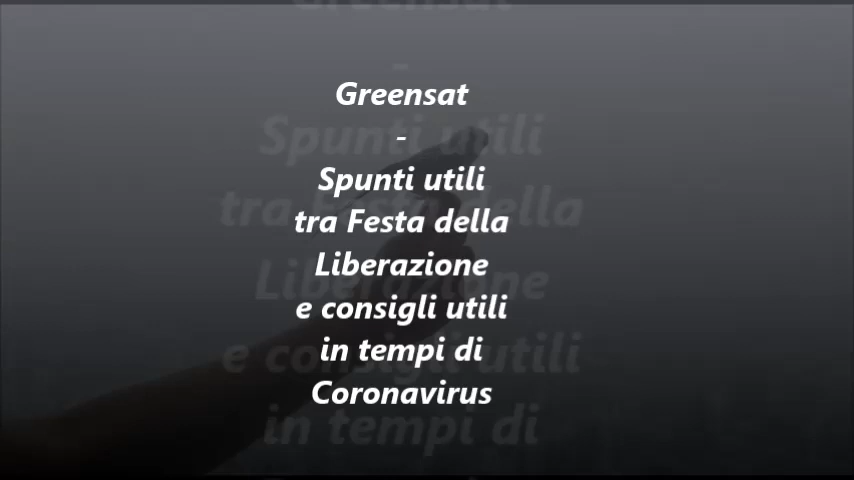 Greensat
-
Spunti utili
tra Festa della
Liberazione
e consigli utili
in tempi di
Coronavirus